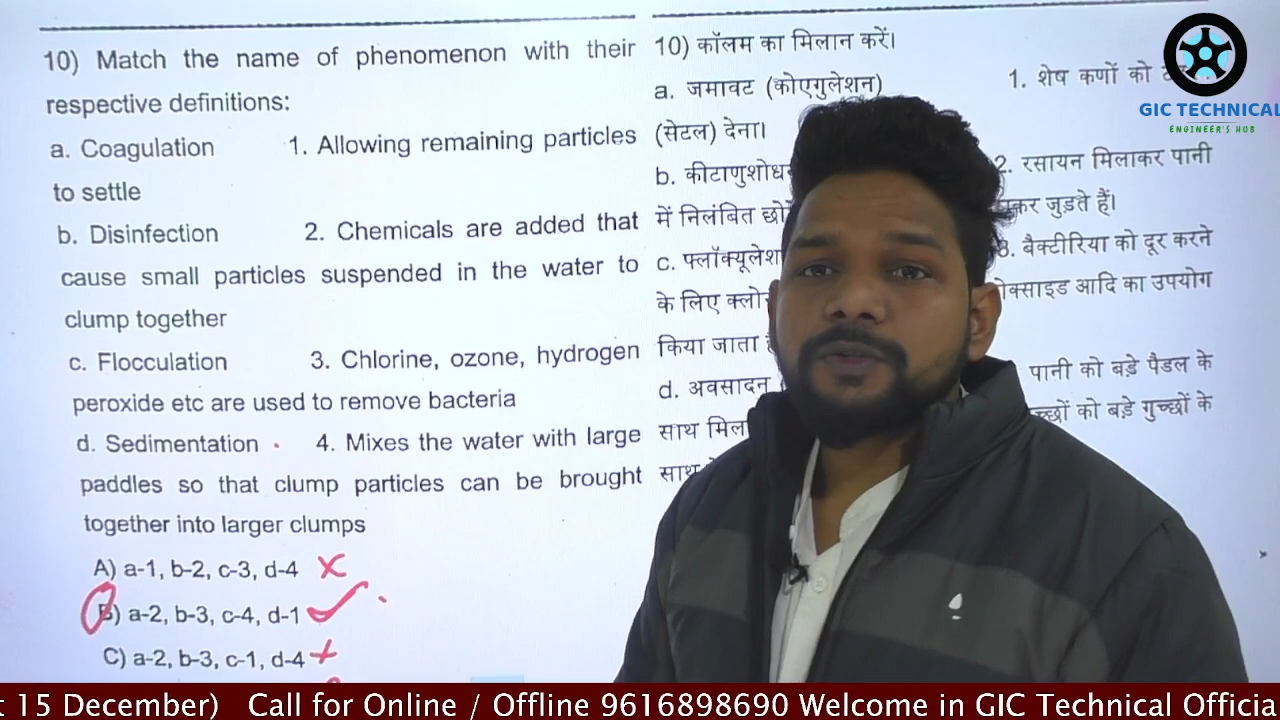 10) Match the name of phenomenon with their
respective definitions:
a. Coagulation 1. Allowing remaining particles
to settle
b. Disinfection 2. Chemicals are added that
cause small particles suspended in the water to
clump together
c. Flocculation 3. Chlorine, ozone, hydrogen
peroxide etc are used to remove bacteria
d. Sedimentation 4. Mixes the water with large
paddles so that clump particles can be brought
together into larger clumps
A) a-1, b-2, c-3, d-4
B) a-2, b-3, c-4, d-1
C) a-2, b-3, c-1, d-4
10) कॉलम का मिलान करें।
a. जमावट (कोएगुलेशन) 1. शेष कणों को
(सेटल) देना।
b. 2. रसायन मिलाकर पानी
में निलंबित जुड़ते हैं।
c. 3. बैक्टीरिया को दूर करने
के लिए आदि का उपयोग
किया जाता
d. अवसादन पानी को बड़े पैडल के
साथ को बड़े गुच्छों के
साथ
GIC TECHNICAL
ENGINEER'S HUB
15 December) Call for Online / Offline 9616898690 Welcome in GIC Technical